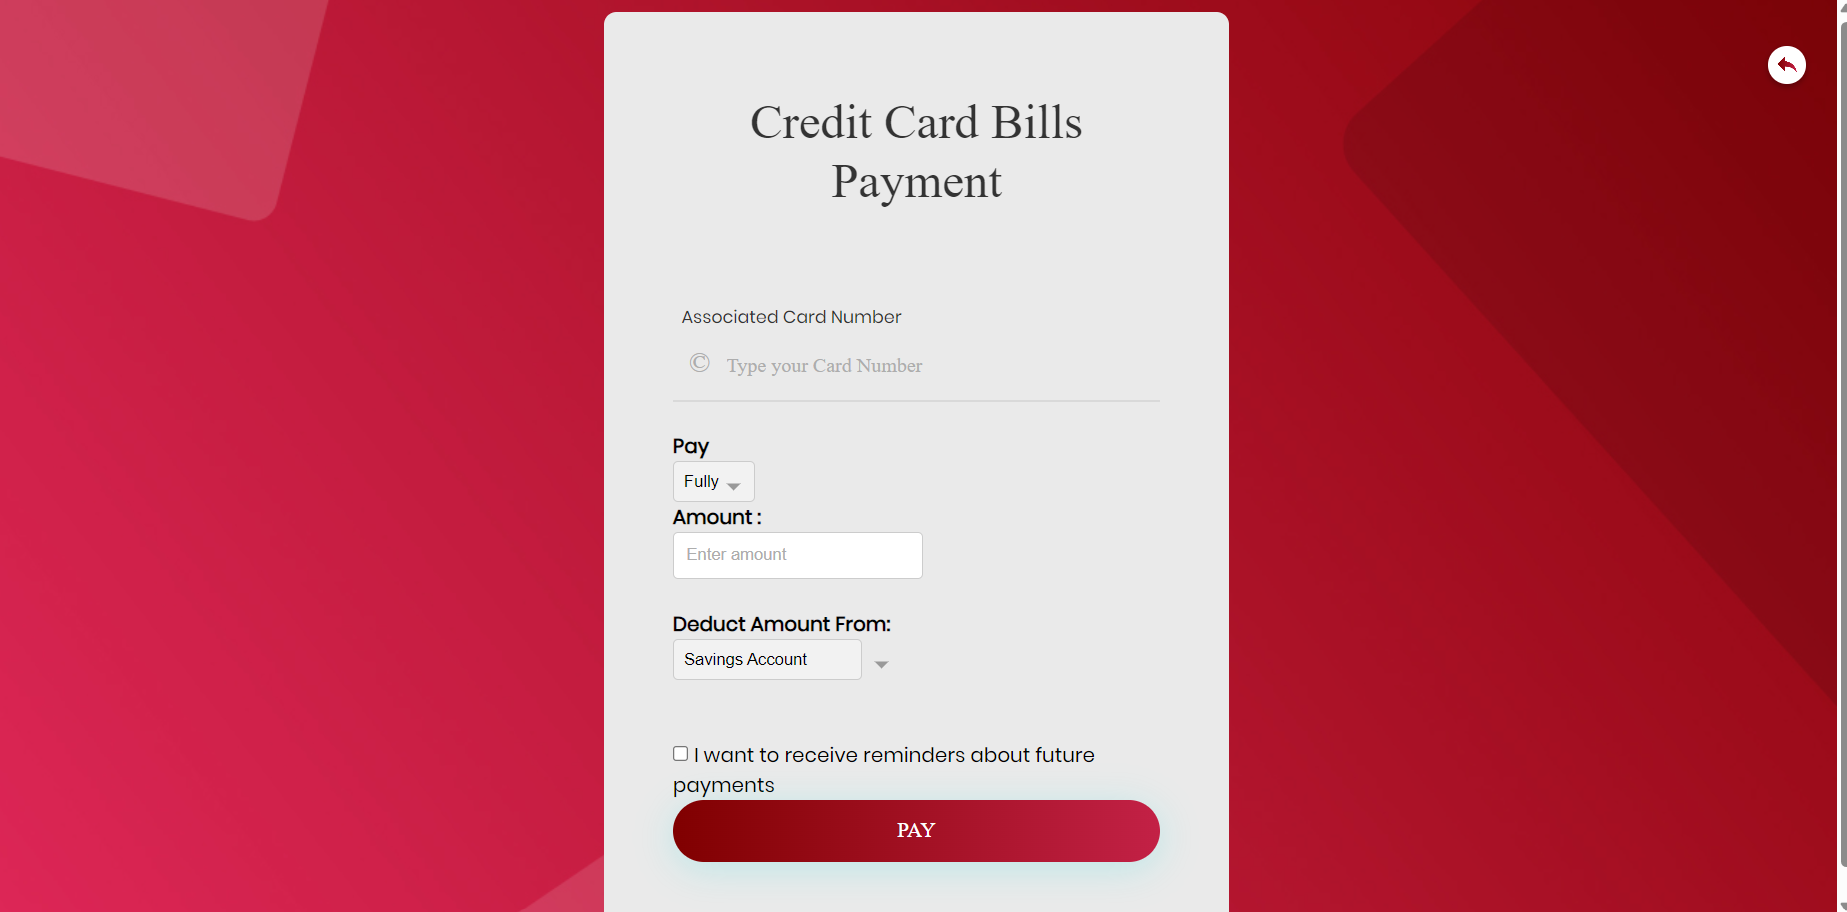 Credit Card Bills
Payment
Associated Card Number
© Type your Card Number
Pay
Fully
Amount :
Enter amount
Deduct Amount From:
Savings Account
I want to receive reminders about future
payments
PAY